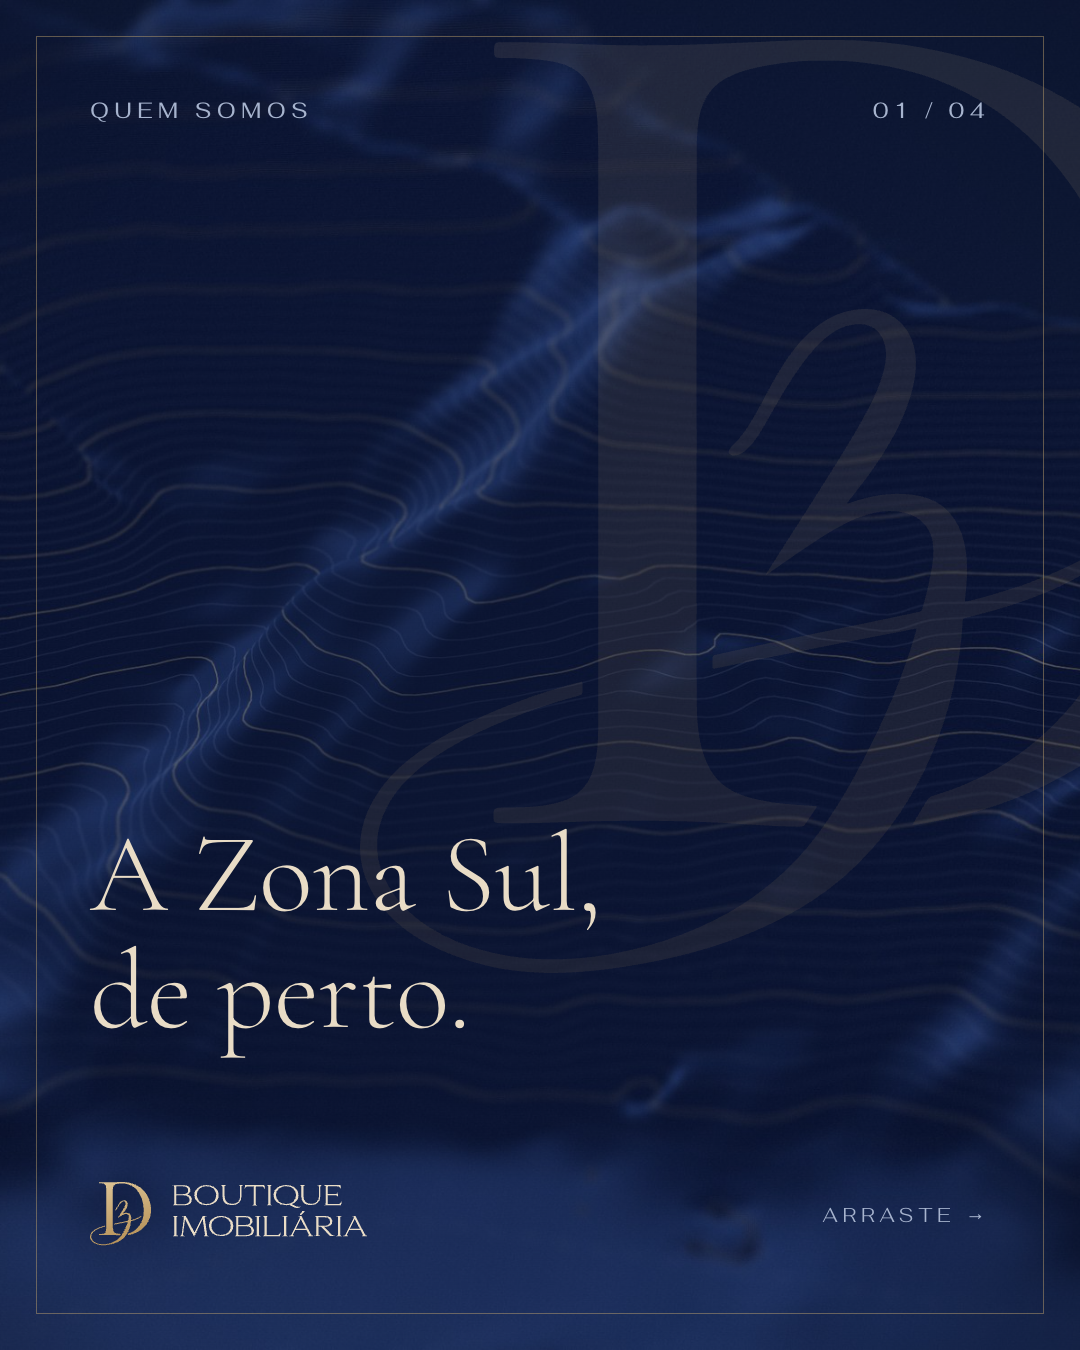 QUEM SOMOS
01 / 04
A Zona Sul,
de perto.
BOUTIQUE
IMOBILIÁRIA
ARRASTE →